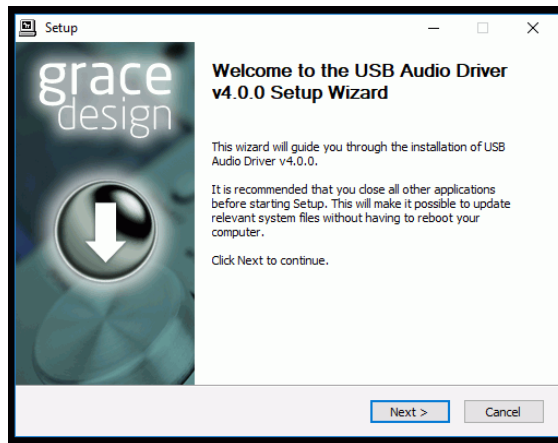 Setup
grace
design
Welcome to the USB Audio Driver
v4.0.0 Setup Wizard
This wizard will guide you through the installation of USB
Audio Driver v4.0.0.
It is recommended that you close all other applications
before starting Setup. This will make it possible to update
relevant system files without having to reboot your
computer.
Click Next to continue.
Next >
Cancel